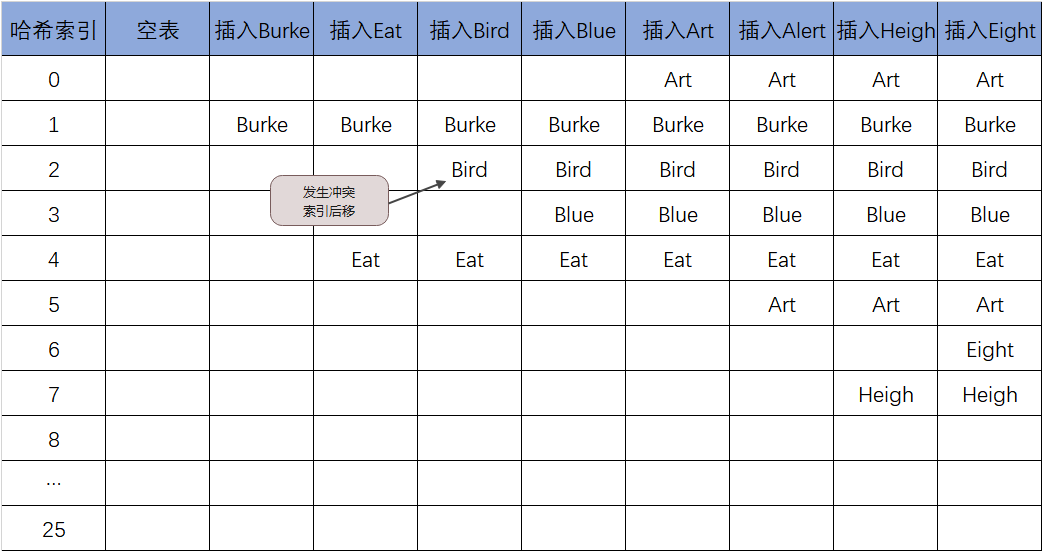 哈希索引 空表 插入Burke 插入Eat 插入Bird 插入Blue 插入Art 插入Alert 插入Heigh 插入Eight
0 Art Art Art Art
1 Burke Burke Burke Burke Burke Burke Burke Burke
2 Bird Bird Bird Bird Bird Bird
发生冲突
索引后移
3 Blue Blue Blue Blue Blue
4 Eat Eat Eat Eat Eat Eat Eat
5 Art Art Art
6 Eight
7 Heigh Heigh
8
...
25